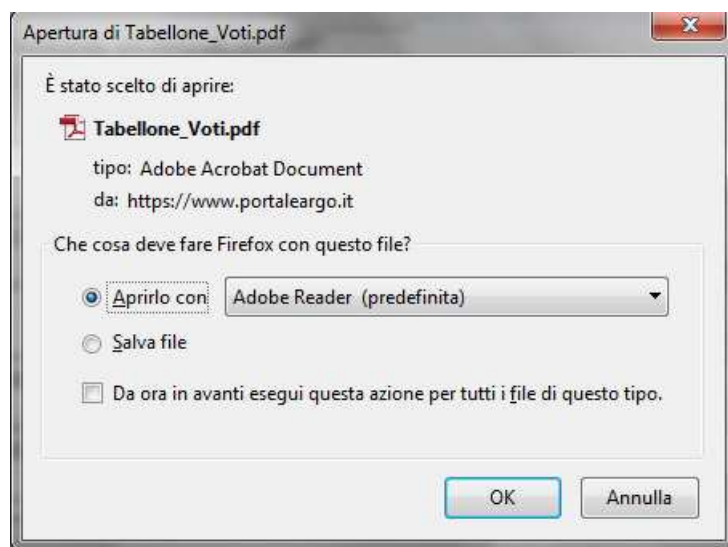 Apertura di Tabellone_Voti.pdf
È stato scelto di aprire:
Tabellone_Voti.pdf
tipo: Adobe Acrobat Document
da: https://www.portaleargo.it
Che cosa deve fare Firefox con questo file?
Aprirlo con Adobe Reader (predefinita)
Salva file
Da ora in avanti esegui questa azione per tutti i file di questo tipo.
OK Annulla